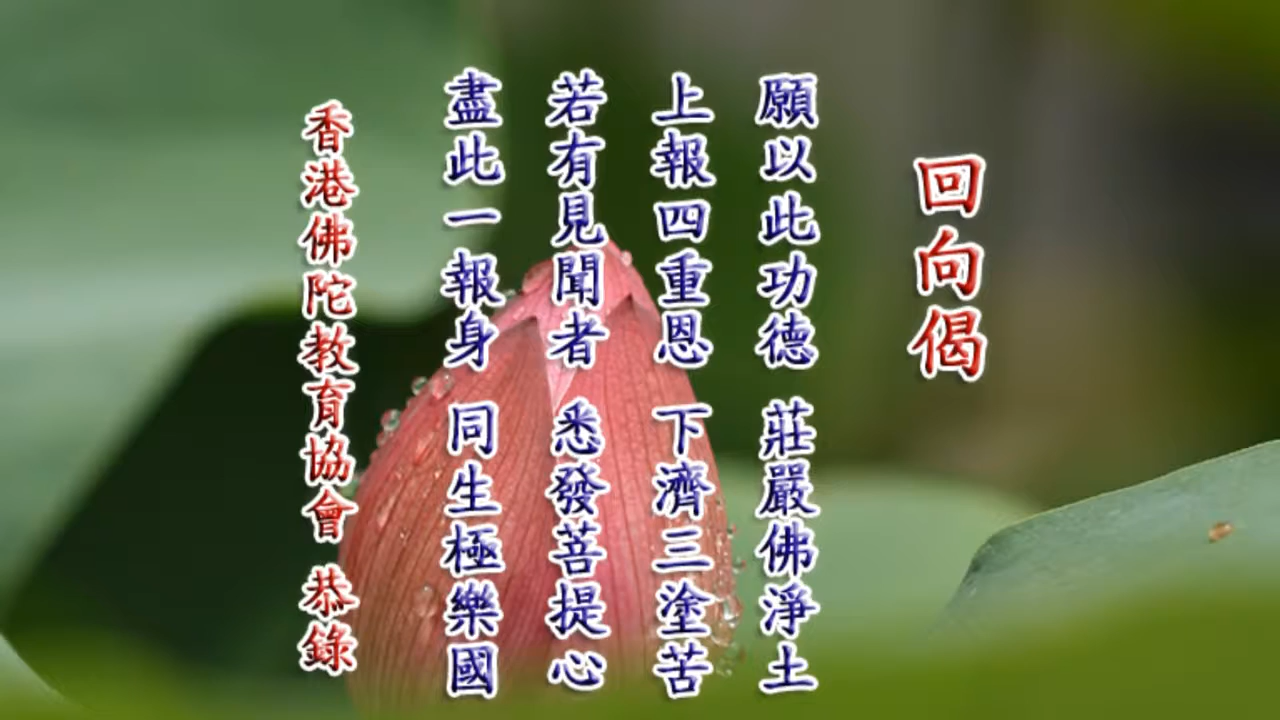 回向偈
願以此功德 莊嚴佛淨土
上報四重恩 下濟三塗苦
若有見聞者 悉發菩提心
盡此一報身 同生極樂國
香港佛陀教育協會 恭錄